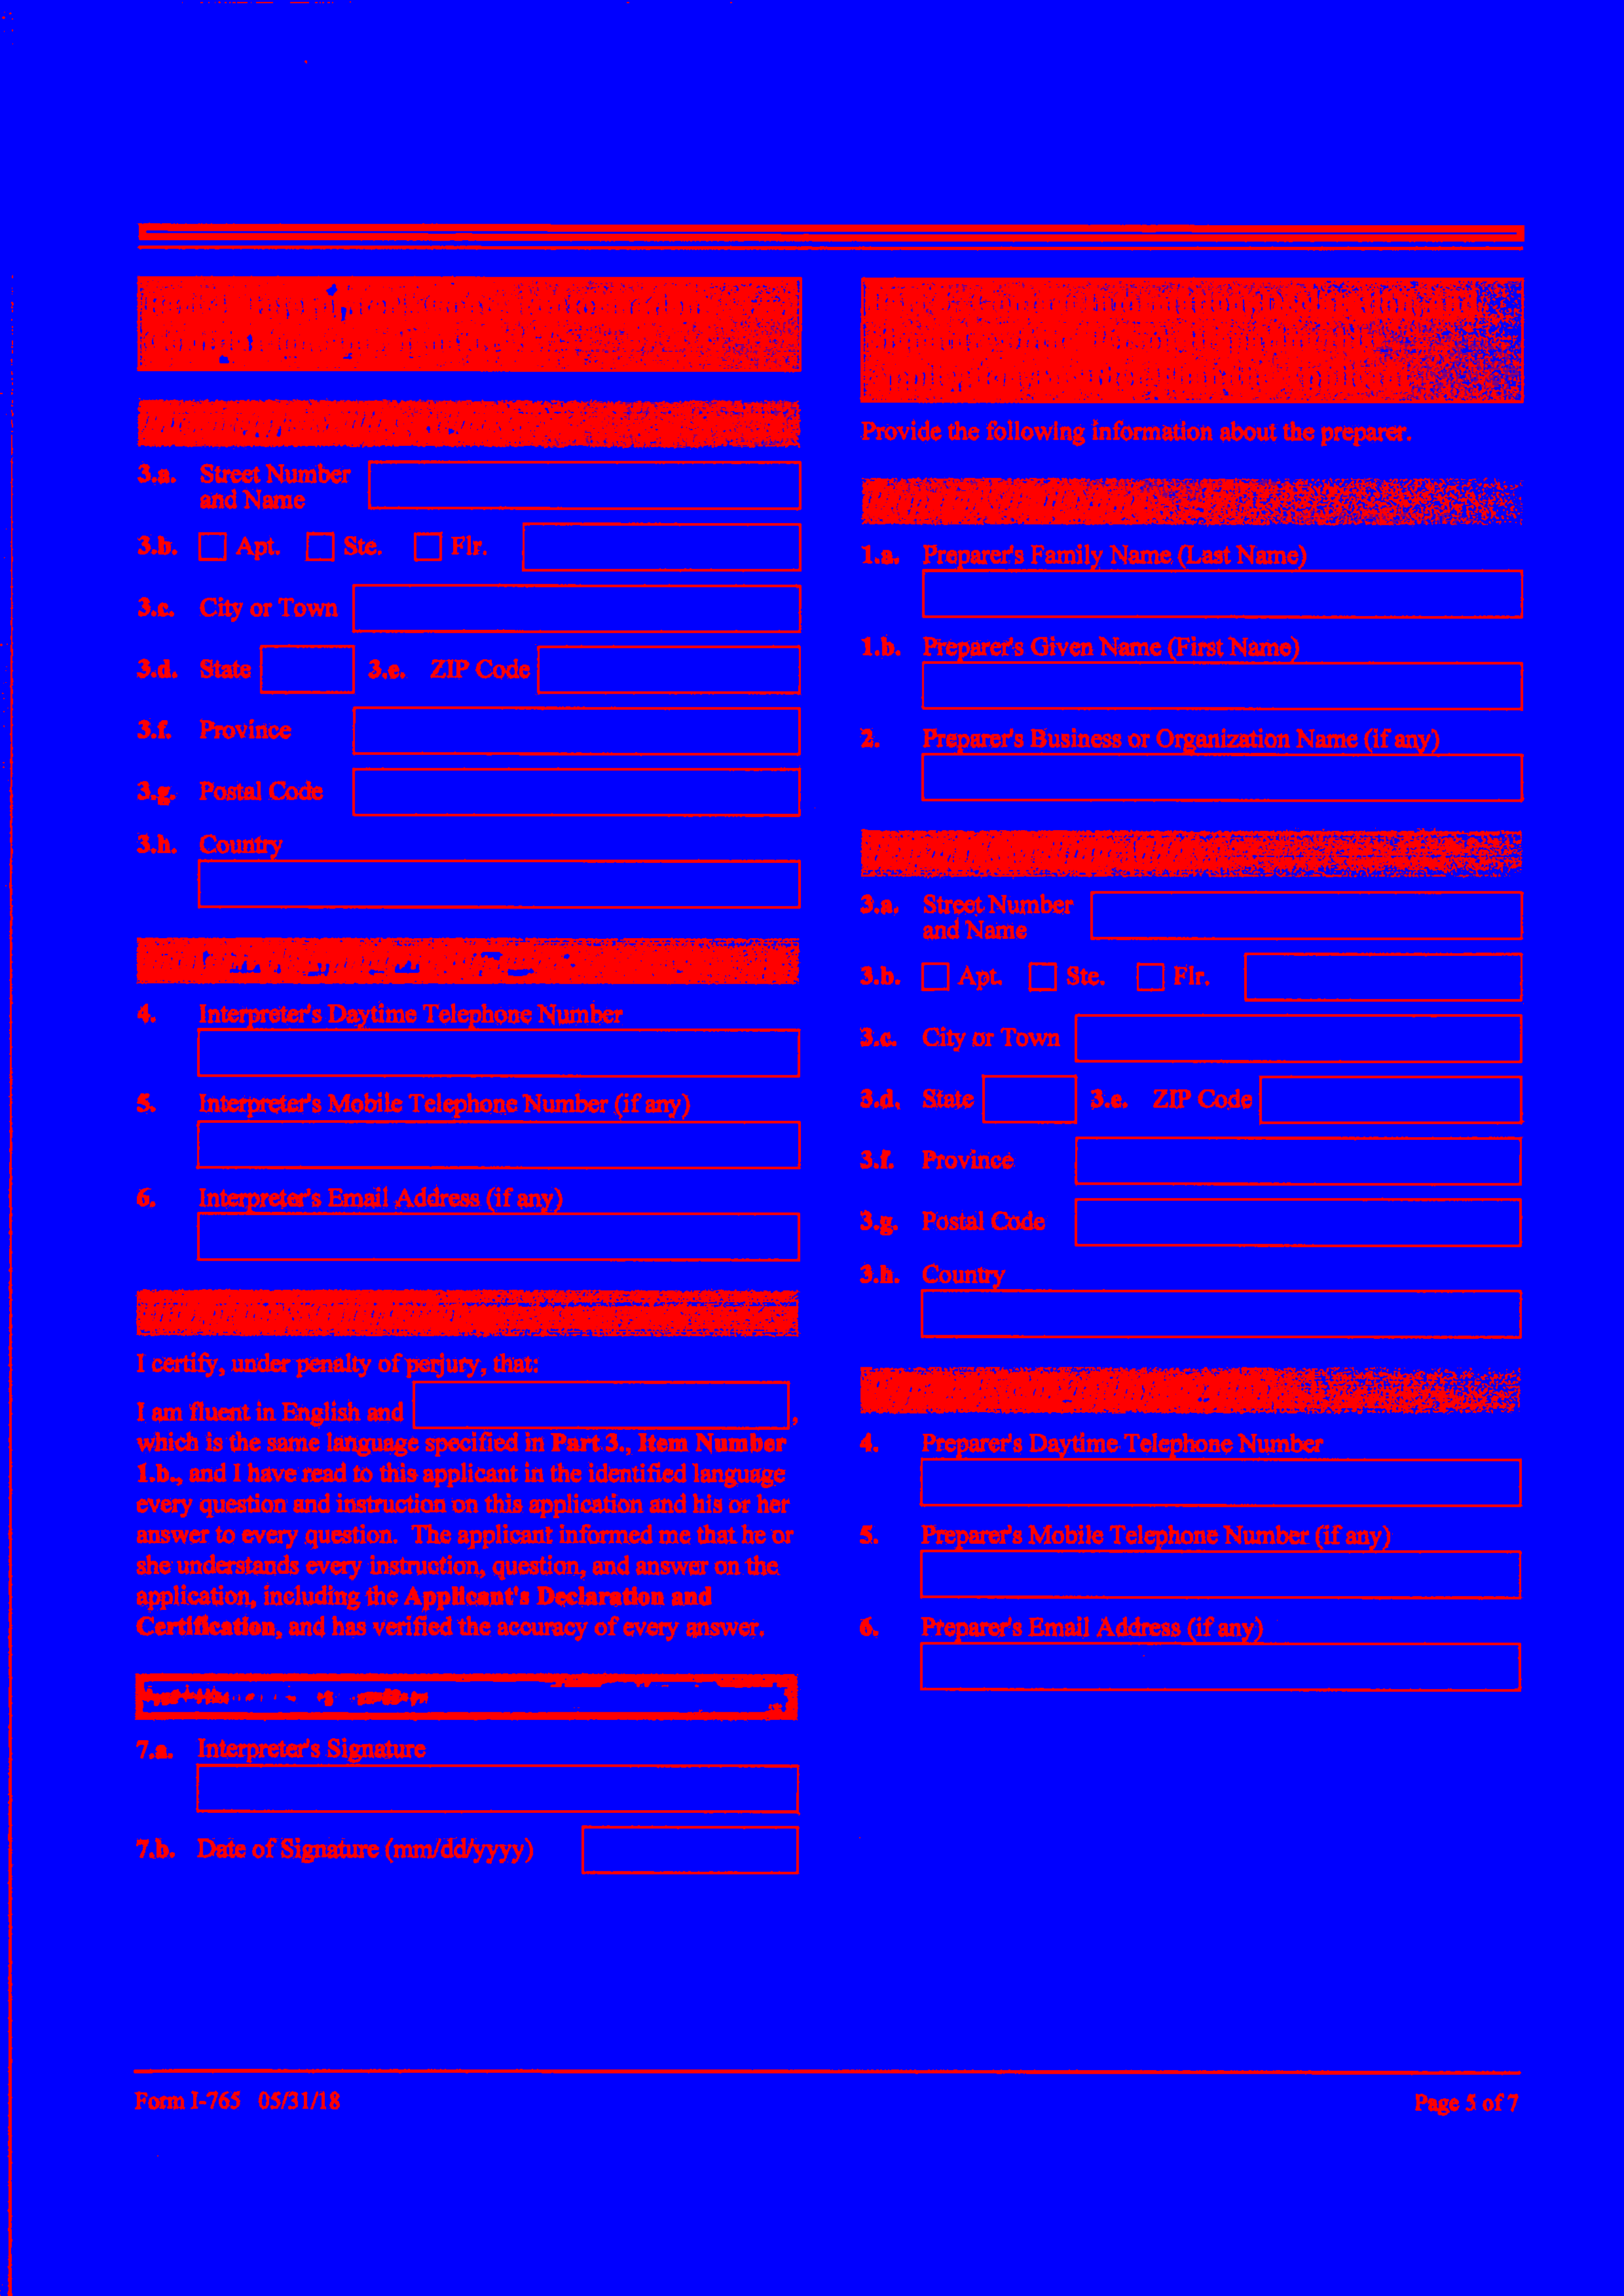 3.a. Street Number
and Name
3.b. Apt. Ste. Flr.
3.c. City or Town
3.d. State 3.e. ZIP Code
3.f. Province
3.g. Postal Code
3.h. Country
4. Interpreter's Daytime Telephone Number
5. Interpreter's Mobile Telephone Number (if any)
6. Interpreter's Email Address (if any)
I certify, under penalty of perjury, that:
I am fluent in English and ,
which is the same language specified in Part 3., Item Number
1.b., and I have read to this applicant in the identified language
every question and instruction on this application and his or her
answer to every question. The applicant informed me that he or
she understands every instruction, question, and answer on the
application, including the Applicant's Declaration and
Certification, and has verified the accuracy of every answer.
7.a. Interpreter's Signature
7.b. Date of Signature (mm/dd/yyyy)
Provide the following information about the preparer.
1.a. Preparer's Family Name (Last Name)
1.b. Preparer's Given Name (First Name)
2. Preparer's Business or Organization Name (if any)
3.a. Street Number
and Name
3.b. Apt. Ste. Flr.
3.c. City or Town
3.d. State 3.e. ZIP Code
3.f. Province
3.g. Postal Code
3.h. Country
4. Preparer's Daytime Telephone Number
5. Preparer's Mobile Telephone Number (if any)
6. Preparer's Email Address (if any)
Form I-765 05/31/18
Page 5 of 7